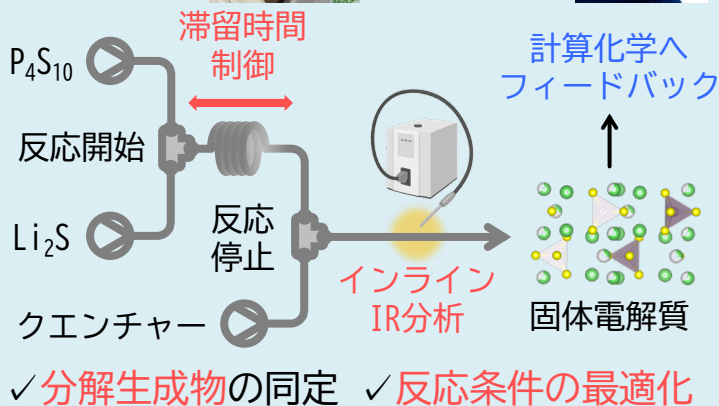 P₄S₁₀
滞留時間
制御
計算化学へ
フィードバック
反応開始
Li₂S
反応
停止
インライン
IR分析
固体電解質
クエンチャー
✓分解生成物の同定 ✓反応条件の最適化